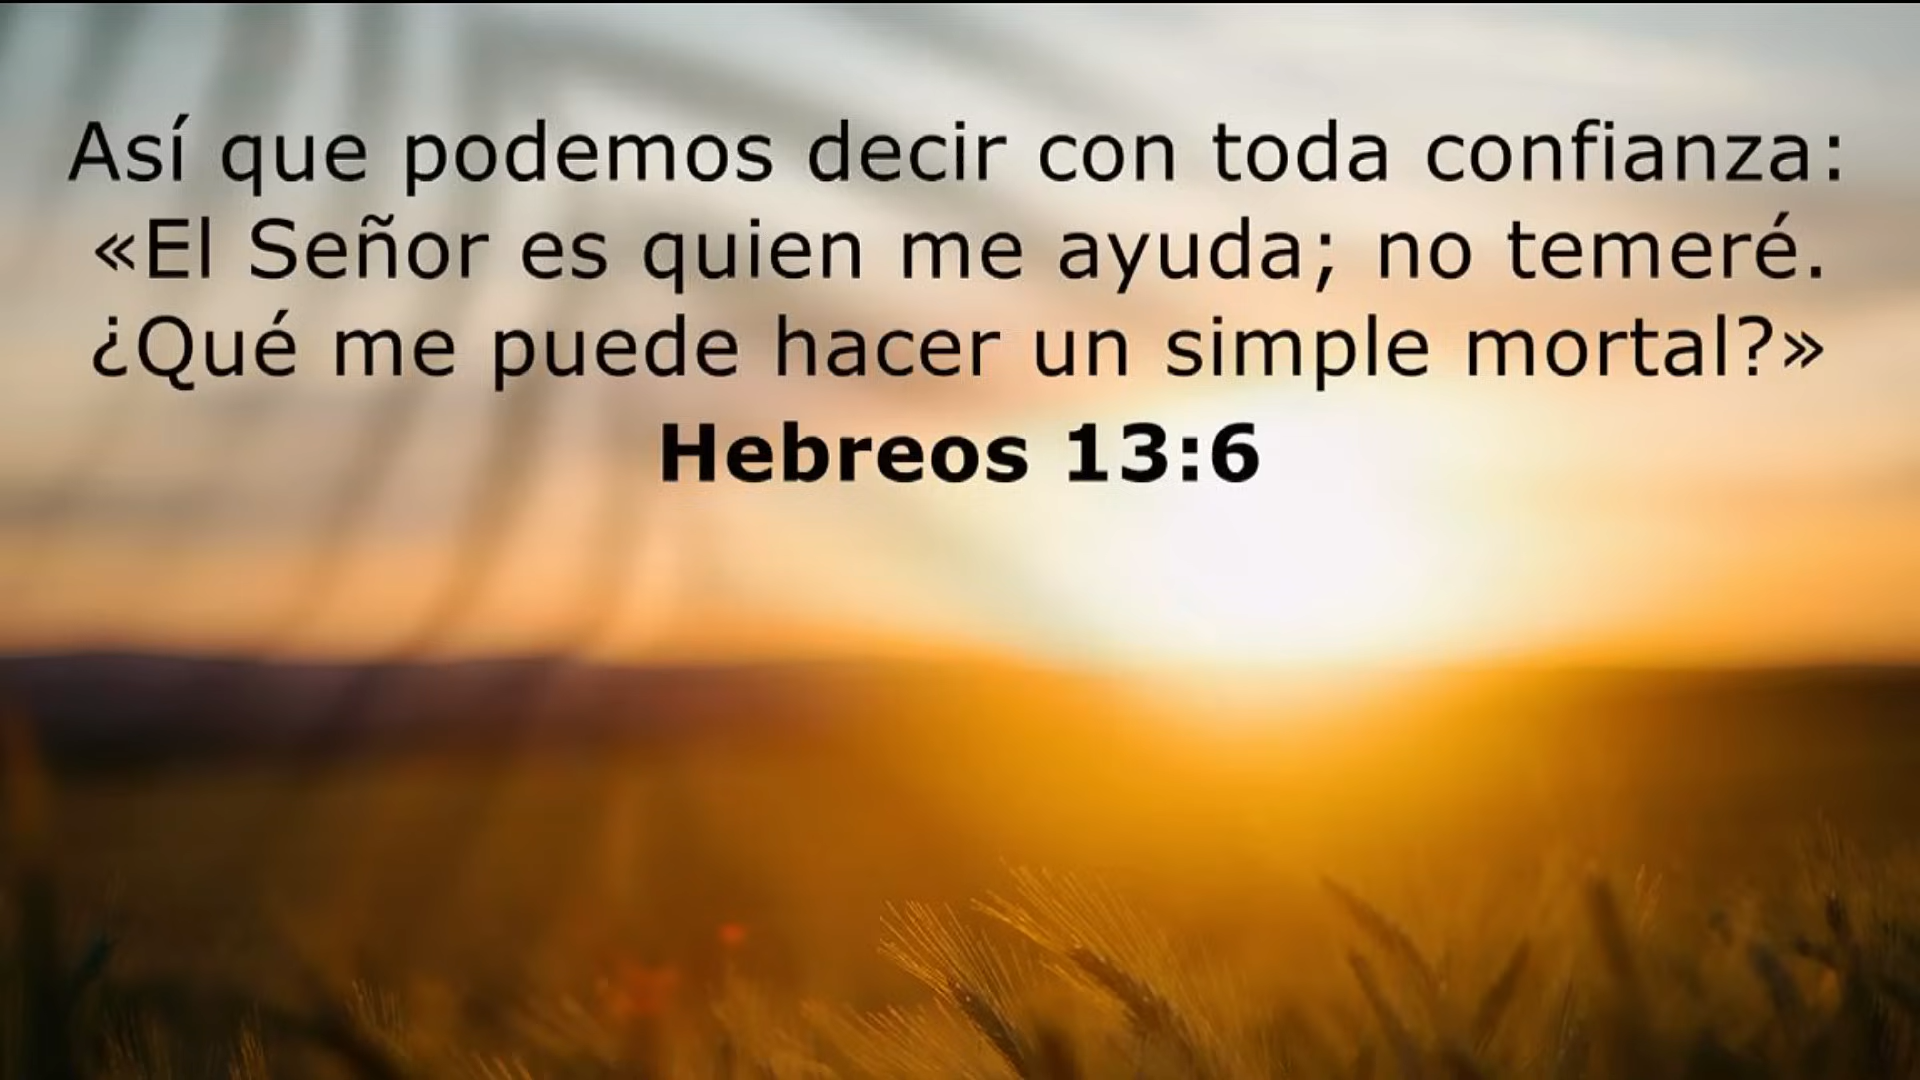 Así que podemos decir con toda confianza:
«El Señor es quien me ayuda; no temeré.
¿Qué me puede hacer un simple mortal?»
Hebreos 13:6